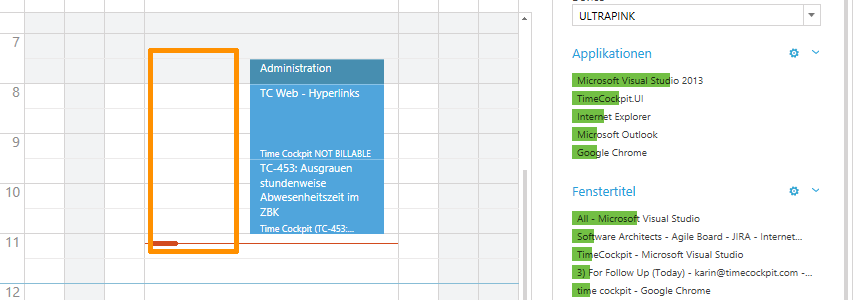 7
8
9
10
11
12
Administration
TC Web - Hyperlinks
Time Cockpit NOT BILLABLE
TC-453: Ausgrauen
stundenweise
Abwesenheitszeit im
ZBK
Time Cockpit (TC-453:...
ULTRAPINK
Applikationen
Microsoft Visual Studio 2013
TimeCockpit.UI
Internet Explorer
Microsoft Outlook
Google Chrome
Fenstertitel
All - Microsoft Visual Studio
Software Architects - Agile Board - JIRA - Internet...
TimeCockpit - Microsoft Visual Studio
3) For Follow Up (Today) - karin@timecockpit.com -...
time cockpit - Google Chrome